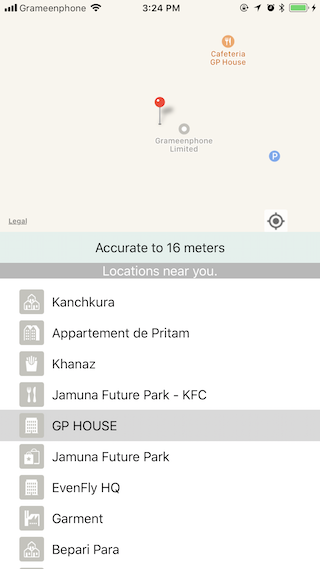 Grameenphone
3:24 PM
Cafeteria
GP House
Grameenphone
Limited
P
Legal
Accurate to 16 meters
Locations near you.
Kanchkura
Appartement de Pritam
Khanaz
Jamuna Future Park - KFC
GP HOUSE
Jamuna Future Park
EvenFly HQ
Garment
Bepari Para